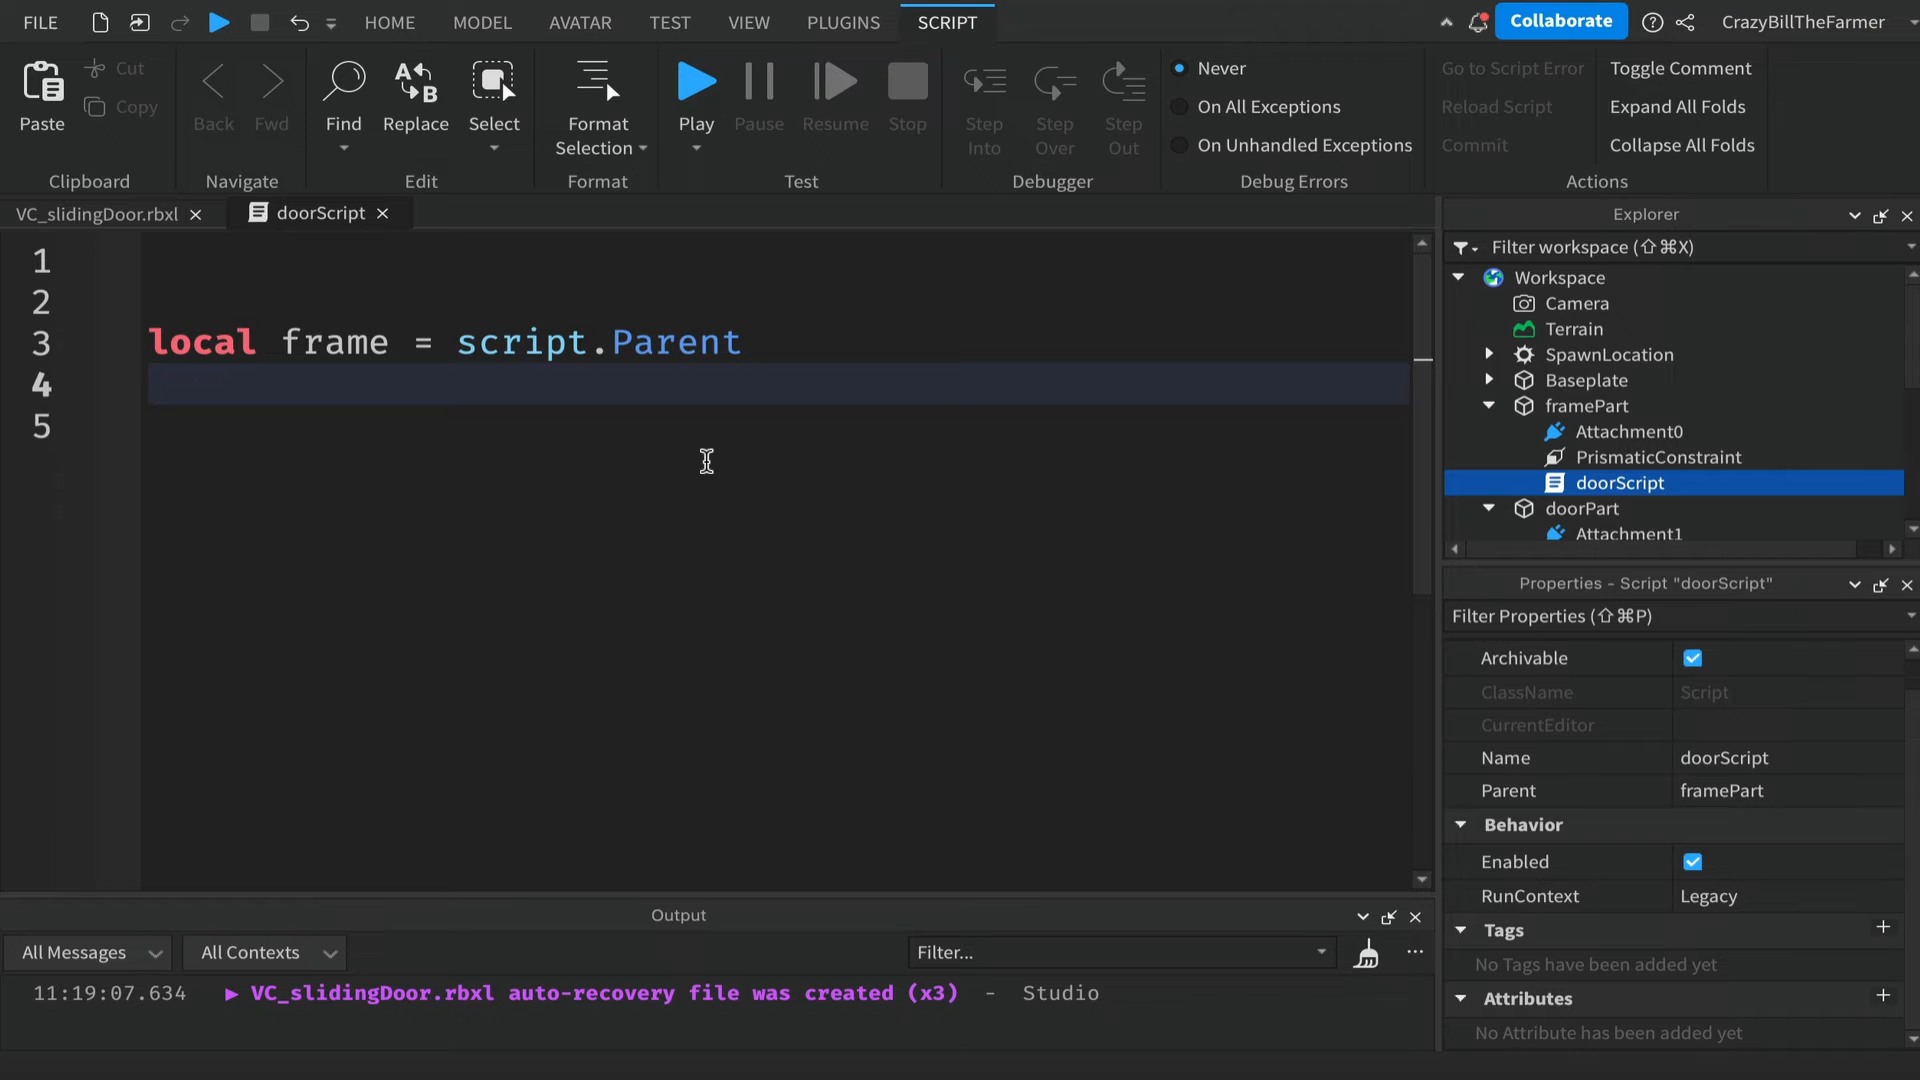 FILE HOME MODEL AVATAR TEST VIEW PLUGINS SCRIPT Collaborate CrazyBillTheFarmer
Paste Cut Copy
Clipboard
Back Fwd
Navigate
Find Replace Select
Edit
Format Selection
Format
Play Pause Resume Stop
Test
Step Into Step Over Step Out
Debugger
Never
On All Exceptions
On Unhandled Exceptions
Debug Errors
Go to Script Error Toggle Comment
Reload Script Expand All Folds
Commit Collapse All Folds
Actions
VC_slidingDoor.rbxl doorScript
1
2
3 local frame = script.Parent
4
5
Explorer
Filter workspace (⇧⌘X)
Workspace
Camera
Terrain
SpawnLocation
Baseplate
framePart
Attachment0
PrismaticConstraint
doorScript
doorPart
Attachment1
Properties - Script "doorScript"
Filter Properties (⇧⌘P)
Archivable
ClassName Script
CurrentEditor
Name doorScript
Parent framePart
Behavior
Enabled
RunContext Legacy
Tags
No Tags have been added yet
Attributes
No Attribute has been added yet
Output
All Messages All Contexts Filter...
11:19:07.634 VC_slidingDoor.rbxl auto-recovery file was created (x3) - Studio